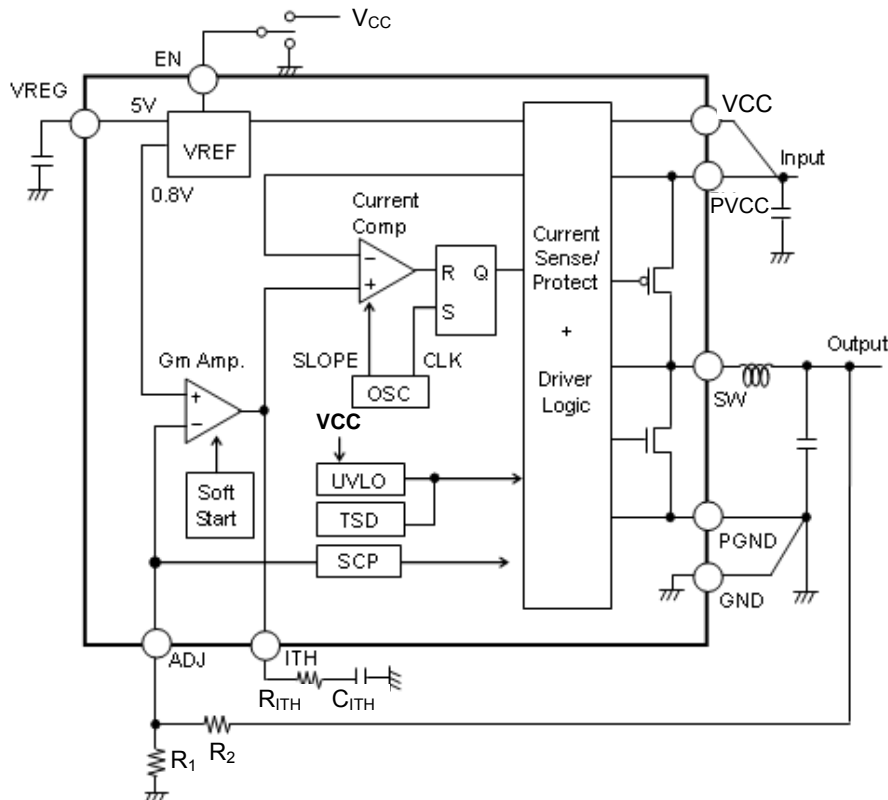 VCC
EN
VREG
5V
VREF
0.8V
VCC
Input
PVCC
Current
Comp
−
+
R Q
S
Current
Sense/
Protect
+
Driver
Logic
SLOPE
CLK
OSC
Gm Amp.
+
−
Output
SW
VCC
UVLO
TSD
SCP
Soft
Start
PGND
GND
ADJ
ITH
RITH
CITH
R1
R2